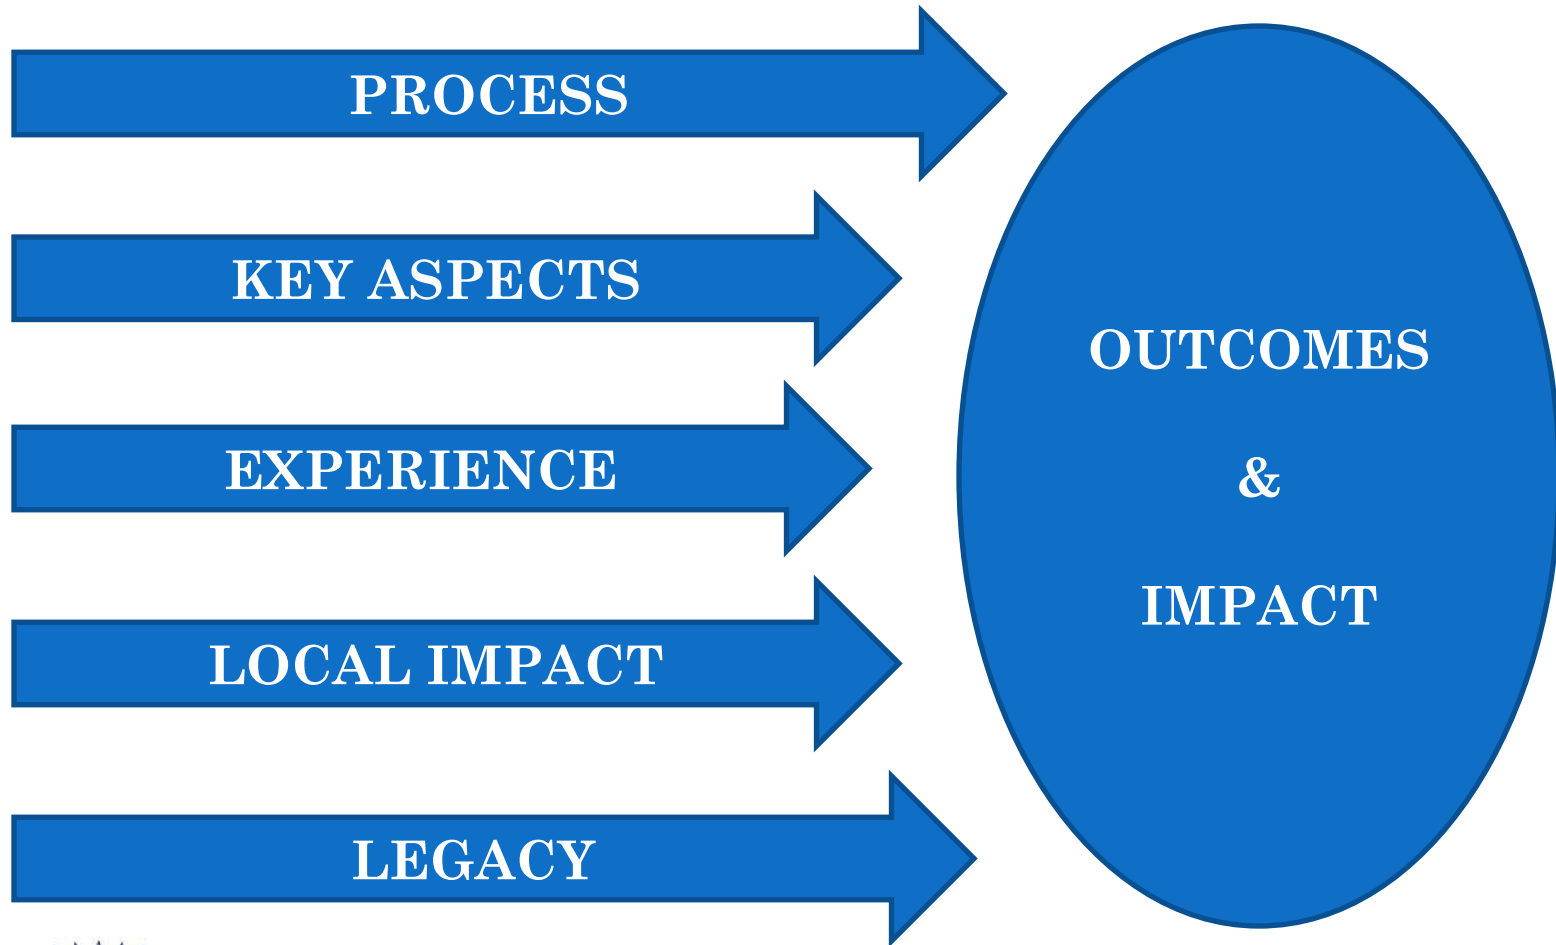 PROCESS
KEY ASPECTS
EXPERIENCE
LOCAL IMPACT
LEGACY
OUTCOMES
&
IMPACT